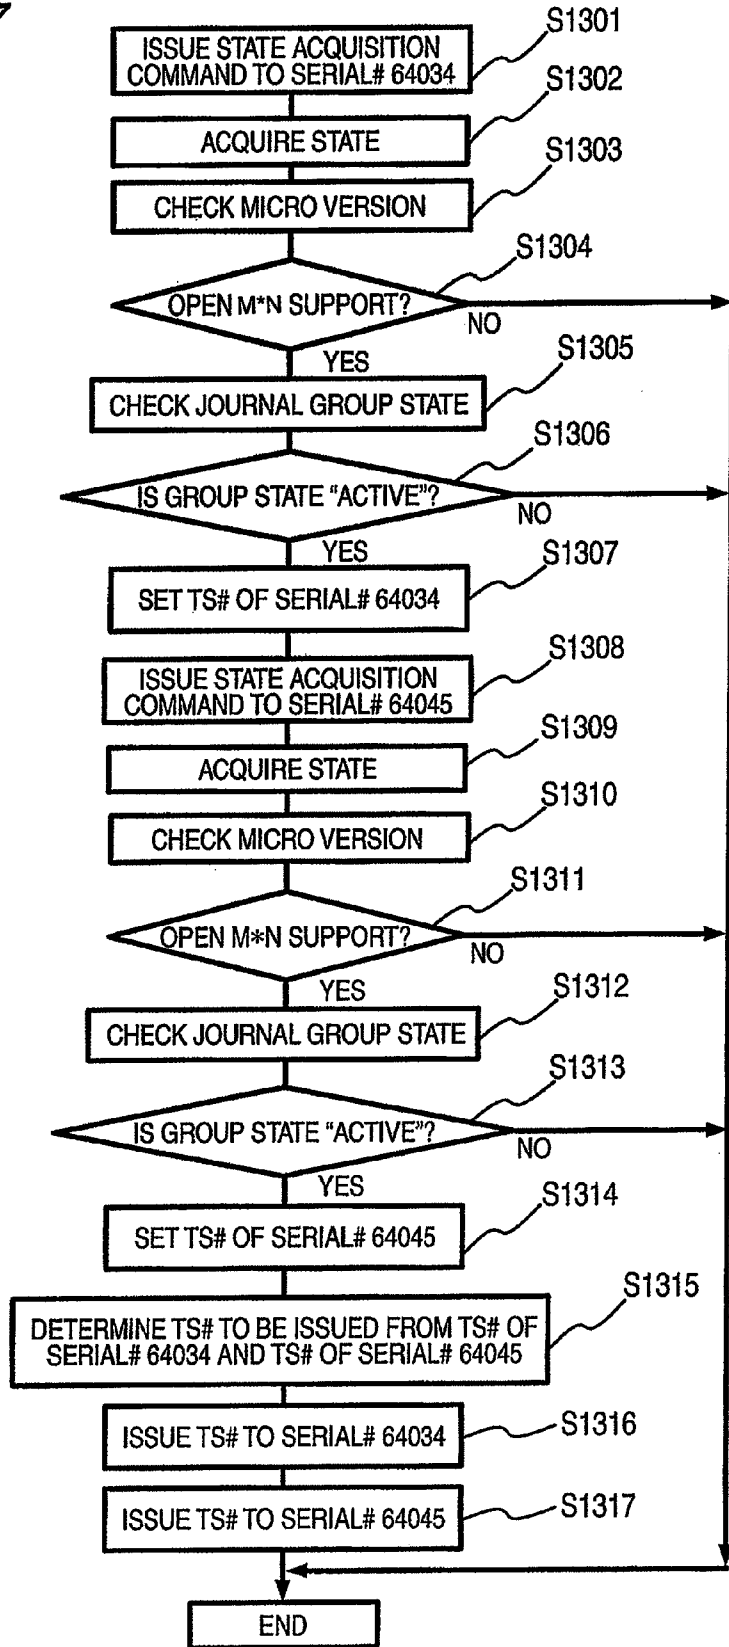 S1301
ISSUE STATE ACQUISITION
COMMAND TO SERIAL# 64034
S1302
ACQUIRE STATE
S1303
CHECK MICRO VERSION
S1304
OPEN M*N SUPPORT?
NO
YES
S1305
CHECK JOURNAL GROUP STATE
S1306
IS GROUP STATE "ACTIVE"?
NO
YES
S1307
SET TS# OF SERIAL# 64034
S1308
ISSUE STATE ACQUISITION
COMMAND TO SERIAL# 64045
S1309
ACQUIRE STATE
S1310
CHECK MICRO VERSION
S1311
OPEN M*N SUPPORT?
NO
YES
S1312
CHECK JOURNAL GROUP STATE
S1313
IS GROUP STATE "ACTIVE"?
NO
YES
S1314
SET TS# OF SERIAL# 64045
S1315
DETERMINE TS# TO BE ISSUED FROM TS# OF
SERIAL# 64034 AND TS# OF SERIAL# 64045
S1316
ISSUE TS# TO SERIAL# 64034
S1317
ISSUE TS# TO SERIAL# 64045
END